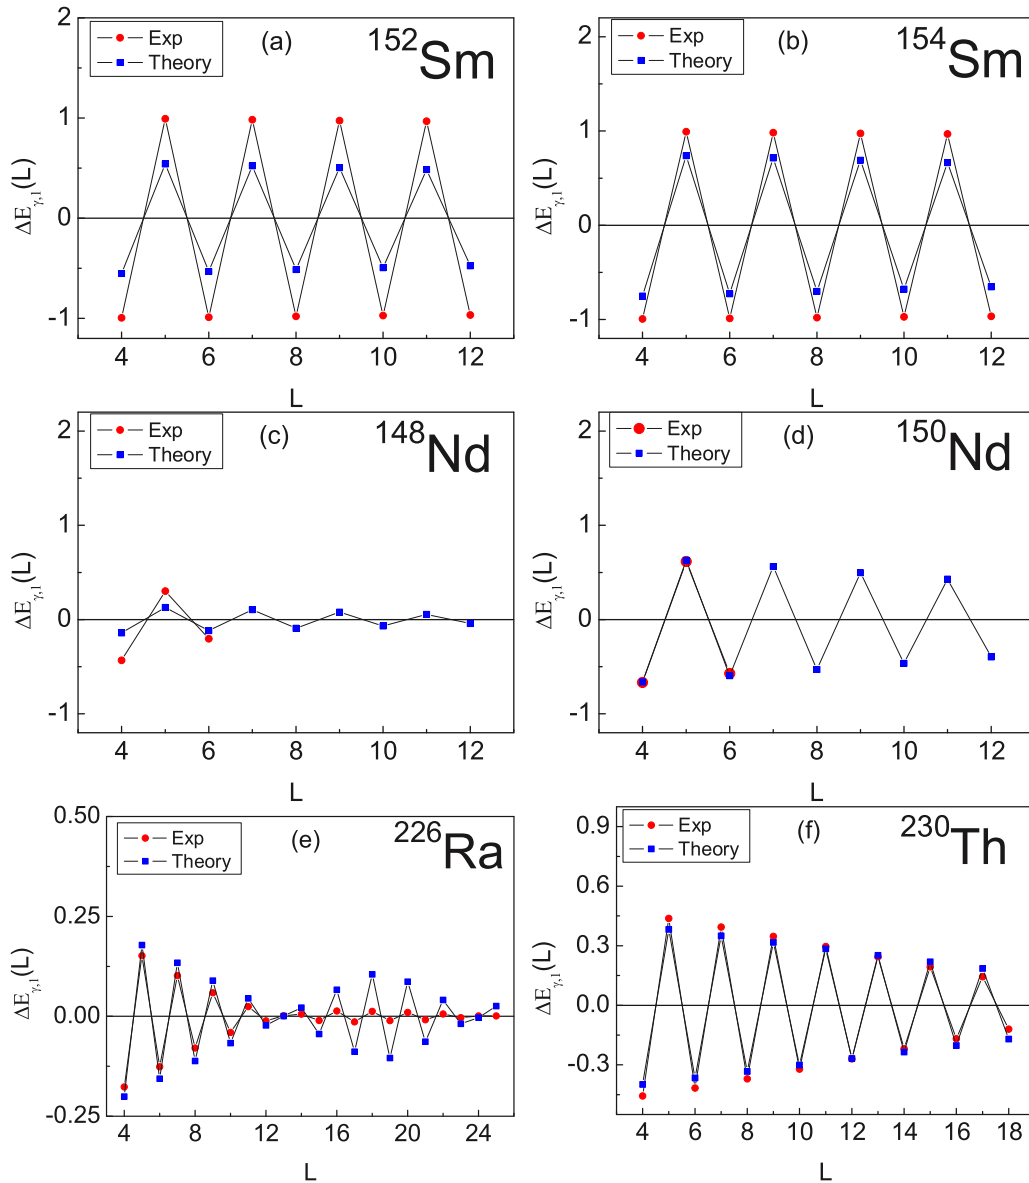 2
Exp
Theory
(a)
152Sm
1
0
-1
ΔEγ,1(L)
4 6 8 10 12
L
2
Exp
Theory
(b)
154Sm
1
0
-1
ΔEγ,1(L)
4 6 8 10 12
L
2
Exp
Theory
(c)
148Nd
1
0
-1
ΔEγ,1(L)
4 6 8 10 12
L
2
Exp
Theory
(d)
150Nd
1
0
-1
ΔEγ,1(L)
4 6 8 10 12
L
0.50
Exp
Theory
(e)
226Ra
0.25
0.00
-0.25
ΔEγ,1(L)
4 8 12 16 20 24
L
0.9
Exp
Theory
(f)
230Th
0.6
0.3
0.0
-0.3
ΔEγ,1(L)
4 6 8 10 12 14 16 18
L